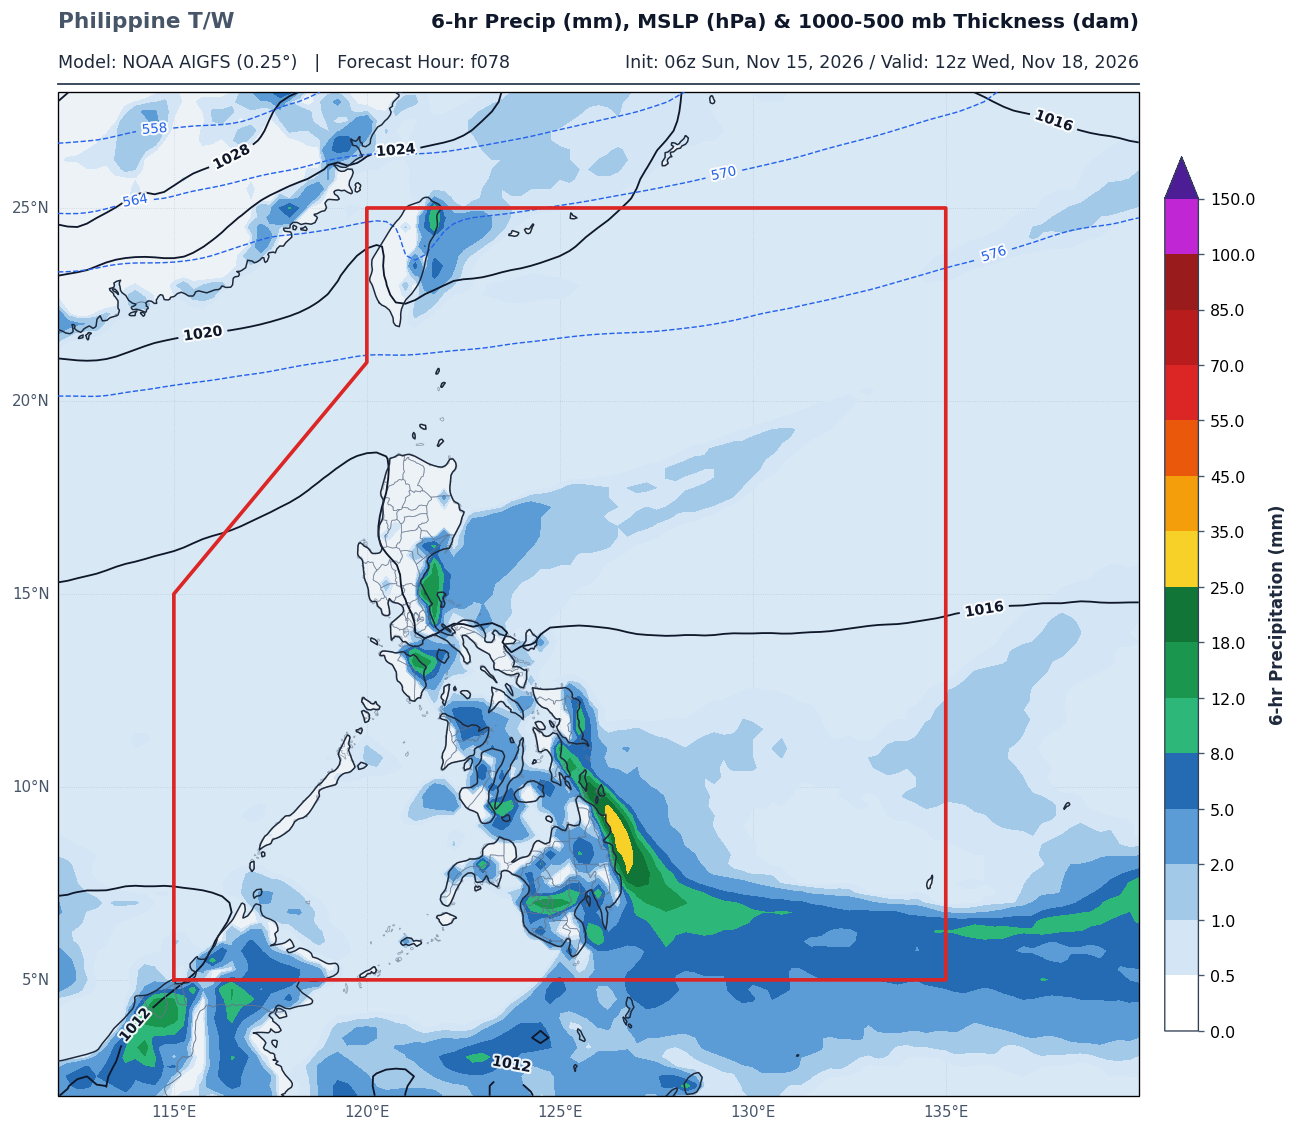 Philippine T/W
6-hr Precip (mm), MSLP (hPa) & 1000-500 mb Thickness (dam)
Model: NOAA AIGFS (0.25°) | Forecast Hour: f078
Init: 06z Sun, Nov 15, 2026 / Valid: 12z Wed, Nov 18, 2026
1016
558
1028
1024
570
564
25°N
576
1020
20°N
15°N
1016
10°N
5°N
1012
1012
115°E
120°E
125°E
130°E
135°E
150.0
100.0
85.0
70.0
55.0
45.0
35.0
25.0
18.0
12.0
8.0
5.0
2.0
1.0
0.5
0.0
6-hr Precipitation (mm)